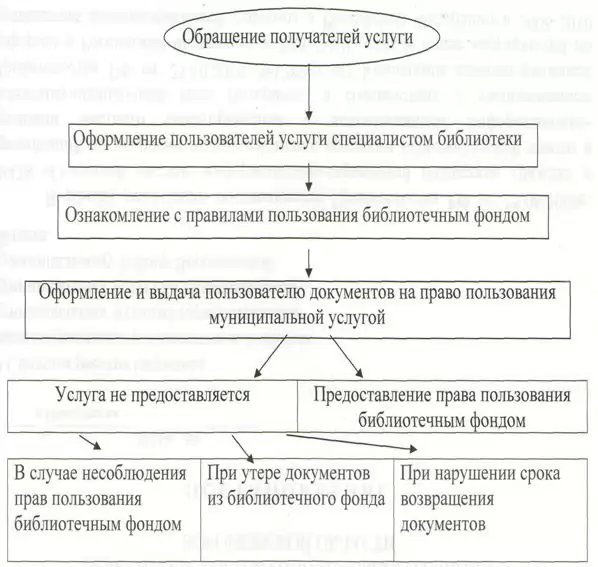 Обращение получателей услуги
Оформление пользователей услуги специалистом библиотеки
Ознакомление с правилами пользования библиотечным фондом
Оформление и выдача пользователю документов на право пользования
муниципальной услугой
Услуга не предоставляется
Предоставление права пользования
библиотечным фондом
В случае несоблюдения
прав пользования
библиотечным фондом
При утере документов
из библиотечного фонда
При нарушении срока
возвращения
документов